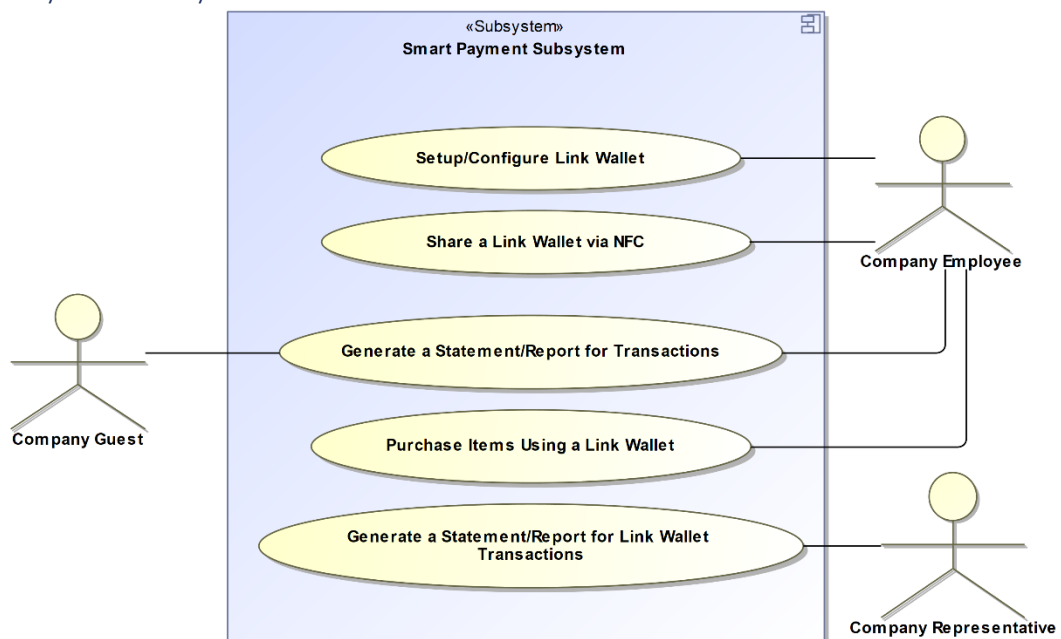 «Subsystem»
Smart Payment Subsystem
Setup/Configure Link Wallet
Share a Link Wallet via NFC
Company Employee
Generate a Statement/Report for Transactions
Company Guest
Purchase Items Using a Link Wallet
Generate a Statement/Report for Link Wallet
Transactions
Company Representative